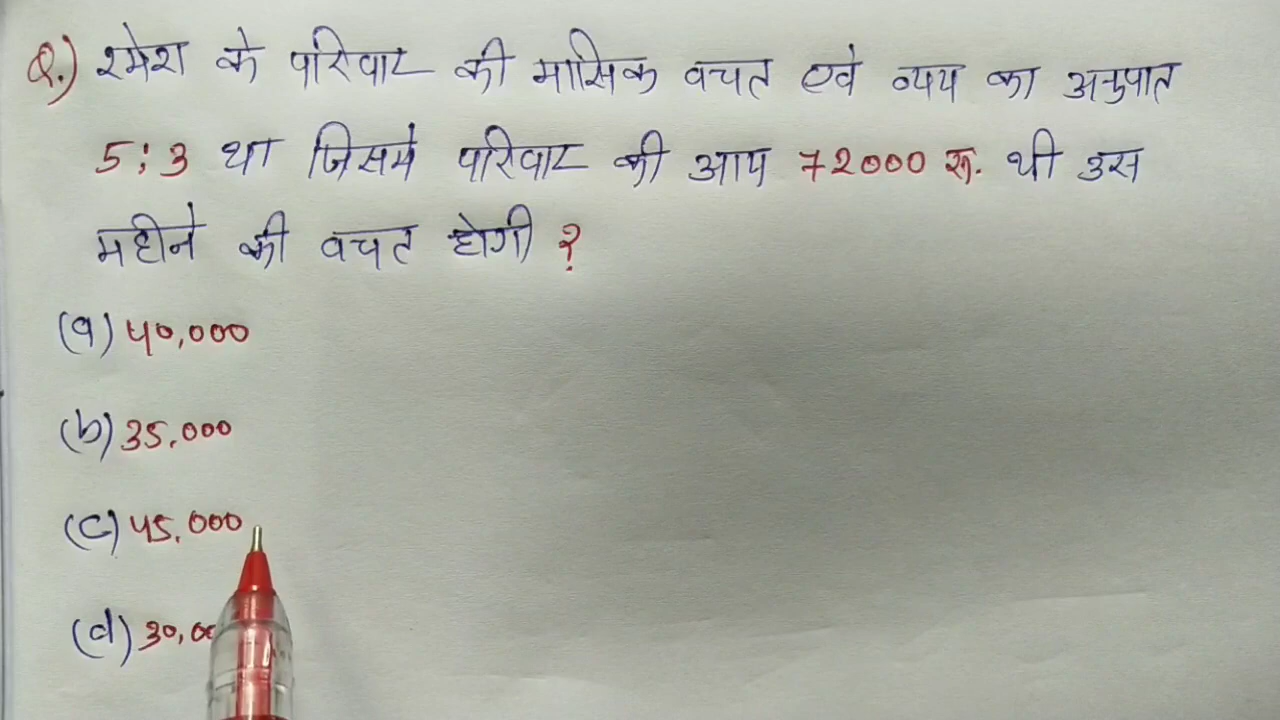 Q.) रमेश के परिवार की मासिक बचत एवं व्यय का अनुपात
5:3 था जिसमे परिवार की आय 72000 रु. थी उस
महीने की बचत होगी ?
(a) 40,000
(b) 35,000
(c) 45,000
(d) 30,00